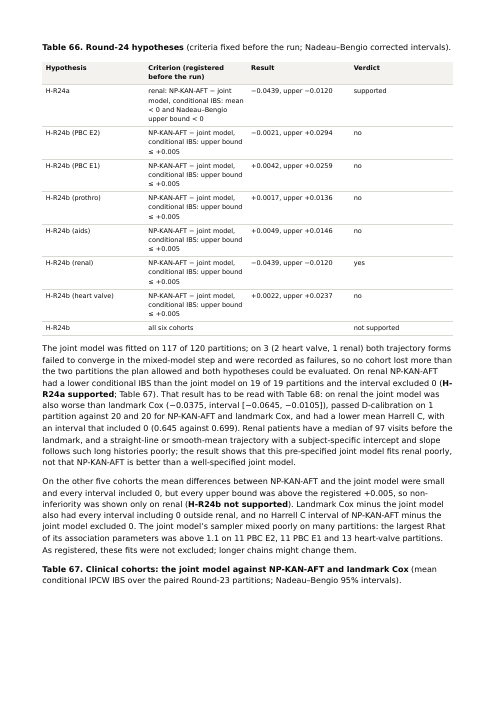 Table 66. Round-24 hypotheses (criteria fixed before the run; Nadeau–Bengio corrected intervals).
Hypothesis Criterion (registered before the run) Result Verdict
H-R24a renal: NP-KAN-AFT − joint model, conditional IBS: mean < 0 and Nadeau–Bengio upper bound < 0 −0.0439, upper −0.0120 supported
H-R24b (PBC E2) NP-KAN-AFT − joint model, conditional IBS: upper bound ≤ +0.005 −0.0021, upper +0.0294 no
H-R24b (PBC E1) NP-KAN-AFT − joint model, conditional IBS: upper bound ≤ +0.005 +0.0042, upper +0.0259 no
H-R24b (prothro) NP-KAN-AFT − joint model, conditional IBS: upper bound ≤ +0.005 +0.0017, upper +0.0136 no
H-R24b (aids) NP-KAN-AFT − joint model, conditional IBS: upper bound ≤ +0.005 +0.0049, upper +0.0146 no
H-R24b (renal) NP-KAN-AFT − joint model, conditional IBS: upper bound ≤ +0.005 −0.0439, upper −0.0120 yes
H-R24b (heart valve) NP-KAN-AFT − joint model, conditional IBS: upper bound ≤ +0.005 +0.0022, upper +0.0237 no
H-R24b all six cohorts not supported
The joint model was fitted on 117 of 120 partitions; on 3 (2 heart valve, 1 renal) both trajectory forms
failed to converge in the mixed-model step and were recorded as failures, so no cohort lost more than
the two partitions the plan allowed and both hypotheses could be evaluated. On renal NP-KAN-AFT
had a lower conditional IBS than the joint model on 19 of 19 partitions and the interval excluded 0 (H-
R24a supported; Table 67). That result has to be read with Table 68: on renal the joint model was
also worse than landmark Cox (−0.0375, interval [−0.0645, −0.0105]), passed D-calibration on 1
partition against 20 and 20 for NP-KAN-AFT and landmark Cox, and had a lower mean Harrell C, with
an interval that included 0 (0.645 against 0.699). Renal patients have a median of 97 visits before the
landmark, and a straight-line or smooth-mean trajectory with a subject-specific intercept and slope
follows such long histories poorly; the result shows that this pre-specified joint model fits renal poorly,
not that NP-KAN-AFT is better than a well-specified joint model.
On the other five cohorts the mean differences between NP-KAN-AFT and the joint model were small
and every interval included 0, but every upper bound was above the registered +0.005, so non-
inferiority was shown only on renal (H-R24b not supported). Landmark Cox minus the joint model
also had every interval including 0 outside renal, and no Harrell C interval of NP-KAN-AFT minus the
joint model excluded 0. The joint model’s sampler mixed poorly on many partitions: the largest Rhat
of its association parameters was above 1.1 on 11 PBC E2, 11 PBC E1 and 13 heart-valve partitions.
As registered, these fits were not excluded; longer chains might change them.
Table 67. Clinical cohorts: the joint model against NP-KAN-AFT and landmark Cox (mean
conditional IPCW IBS over the paired Round-23 partitions; Nadeau–Bengio 95% intervals).